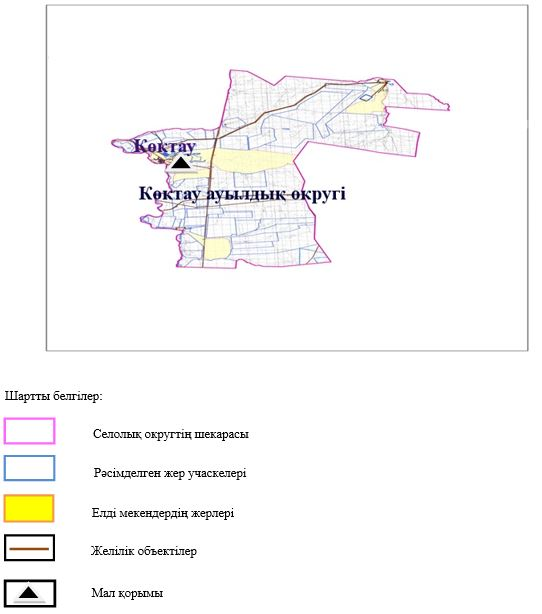 Көктау
Көктау ауылдық округі
Шартты белгілер:
Селолық округтің шекарасы
Рәсімделген жер учаскелері
Елді мекендердің жерлері
Желілік объектілер
Мал қорымы